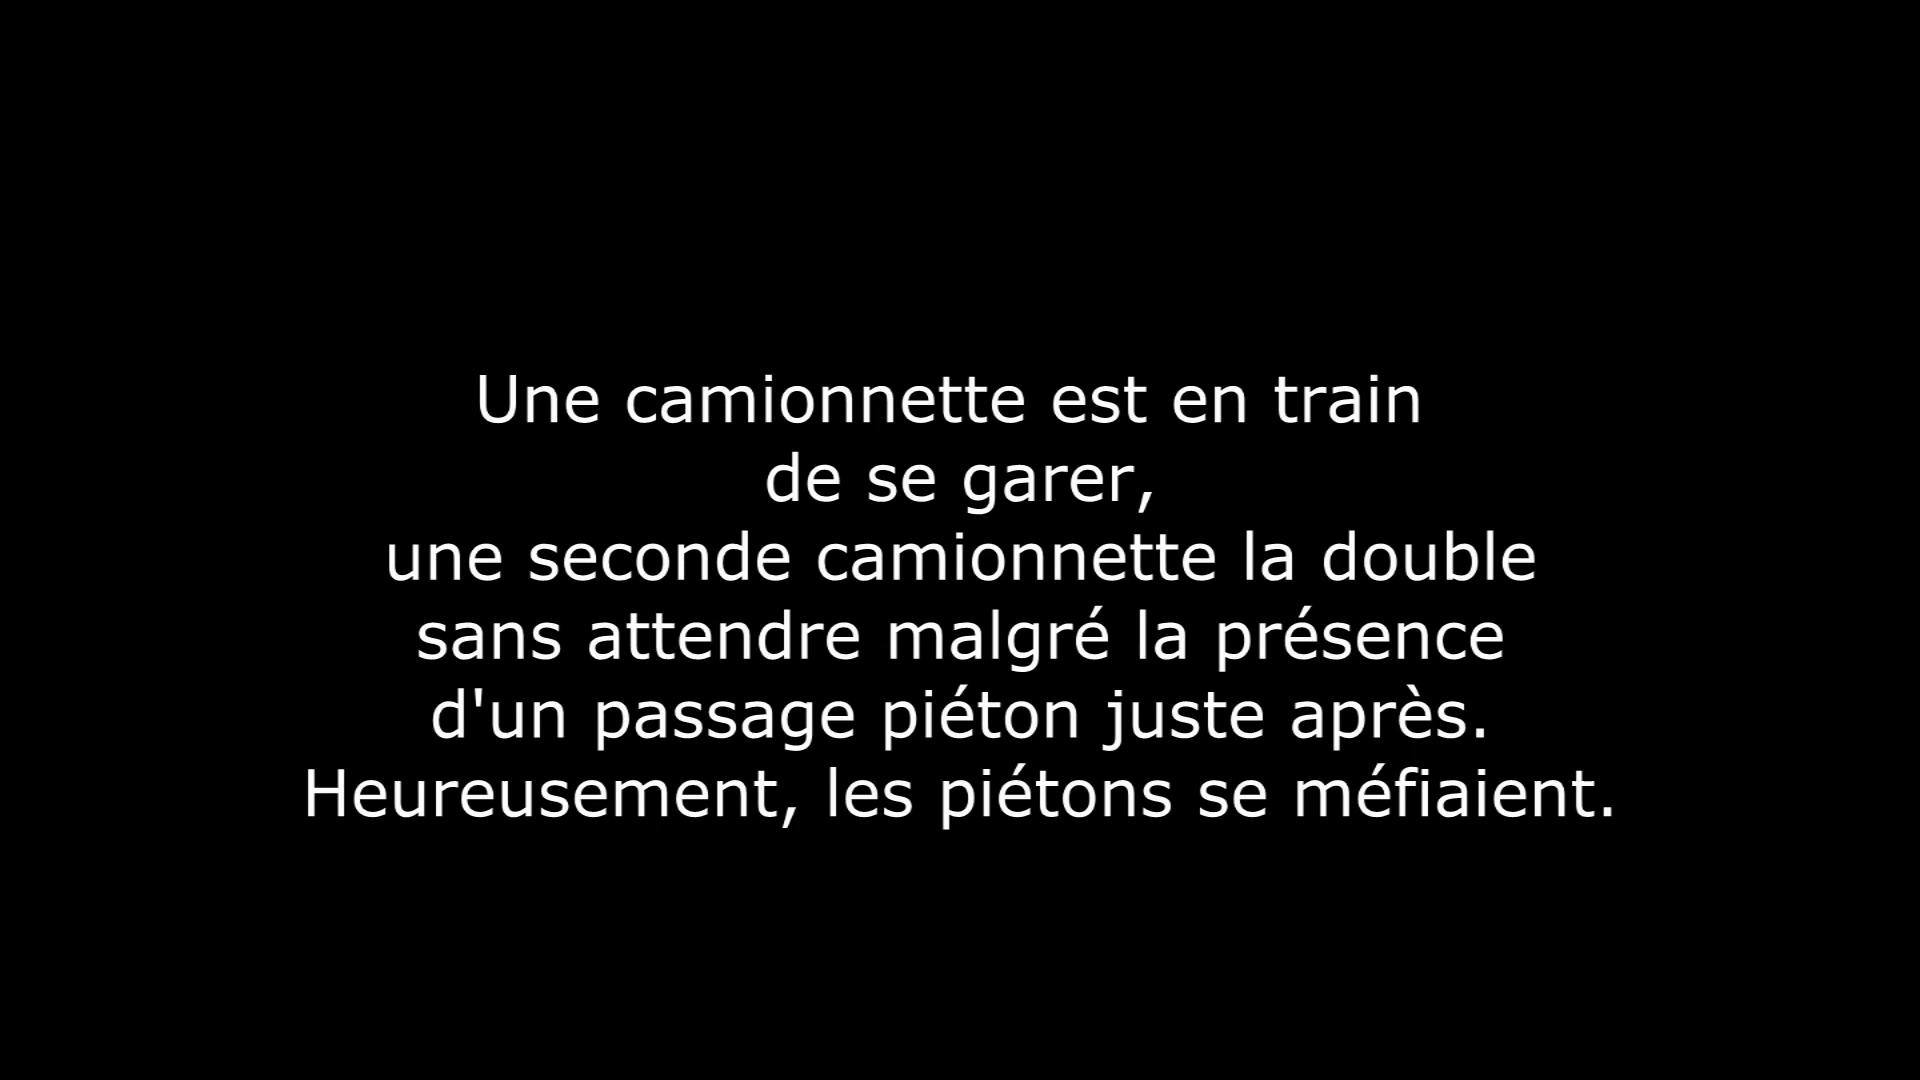 Une camionnette est en train
de se garer,
une seconde camionnette la double
sans attendre malgré la présence
d'un passage piéton juste après.
Heureusement, les piétons se méfiaient.